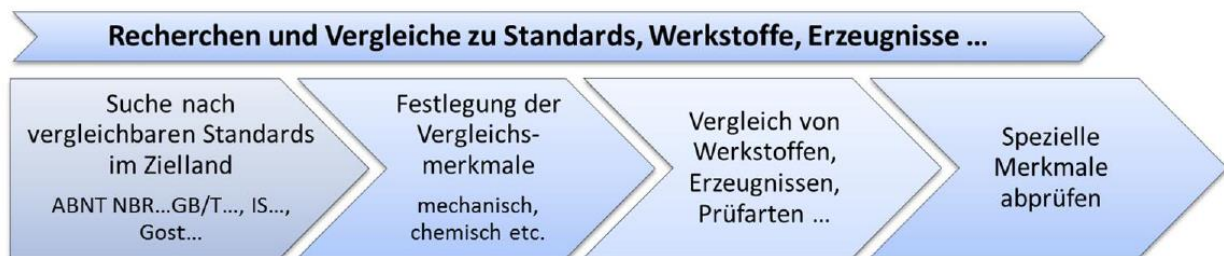 Recherchen und Vergleiche zu Standards, Werkstoffe, Erzeugnisse ...
Suche nach
vergleichbaren Standards
im Zielland
ABNT NBR...GB/T..., IS...,
Gost...
Festlegung der
Vergleichs-
merkmale
mechanisch,
chemisch etc.
Vergleich von
Werkstoffen,
Erzeugnissen,
Prüfarten ...
Spezielle
Merkmale
abprüfen